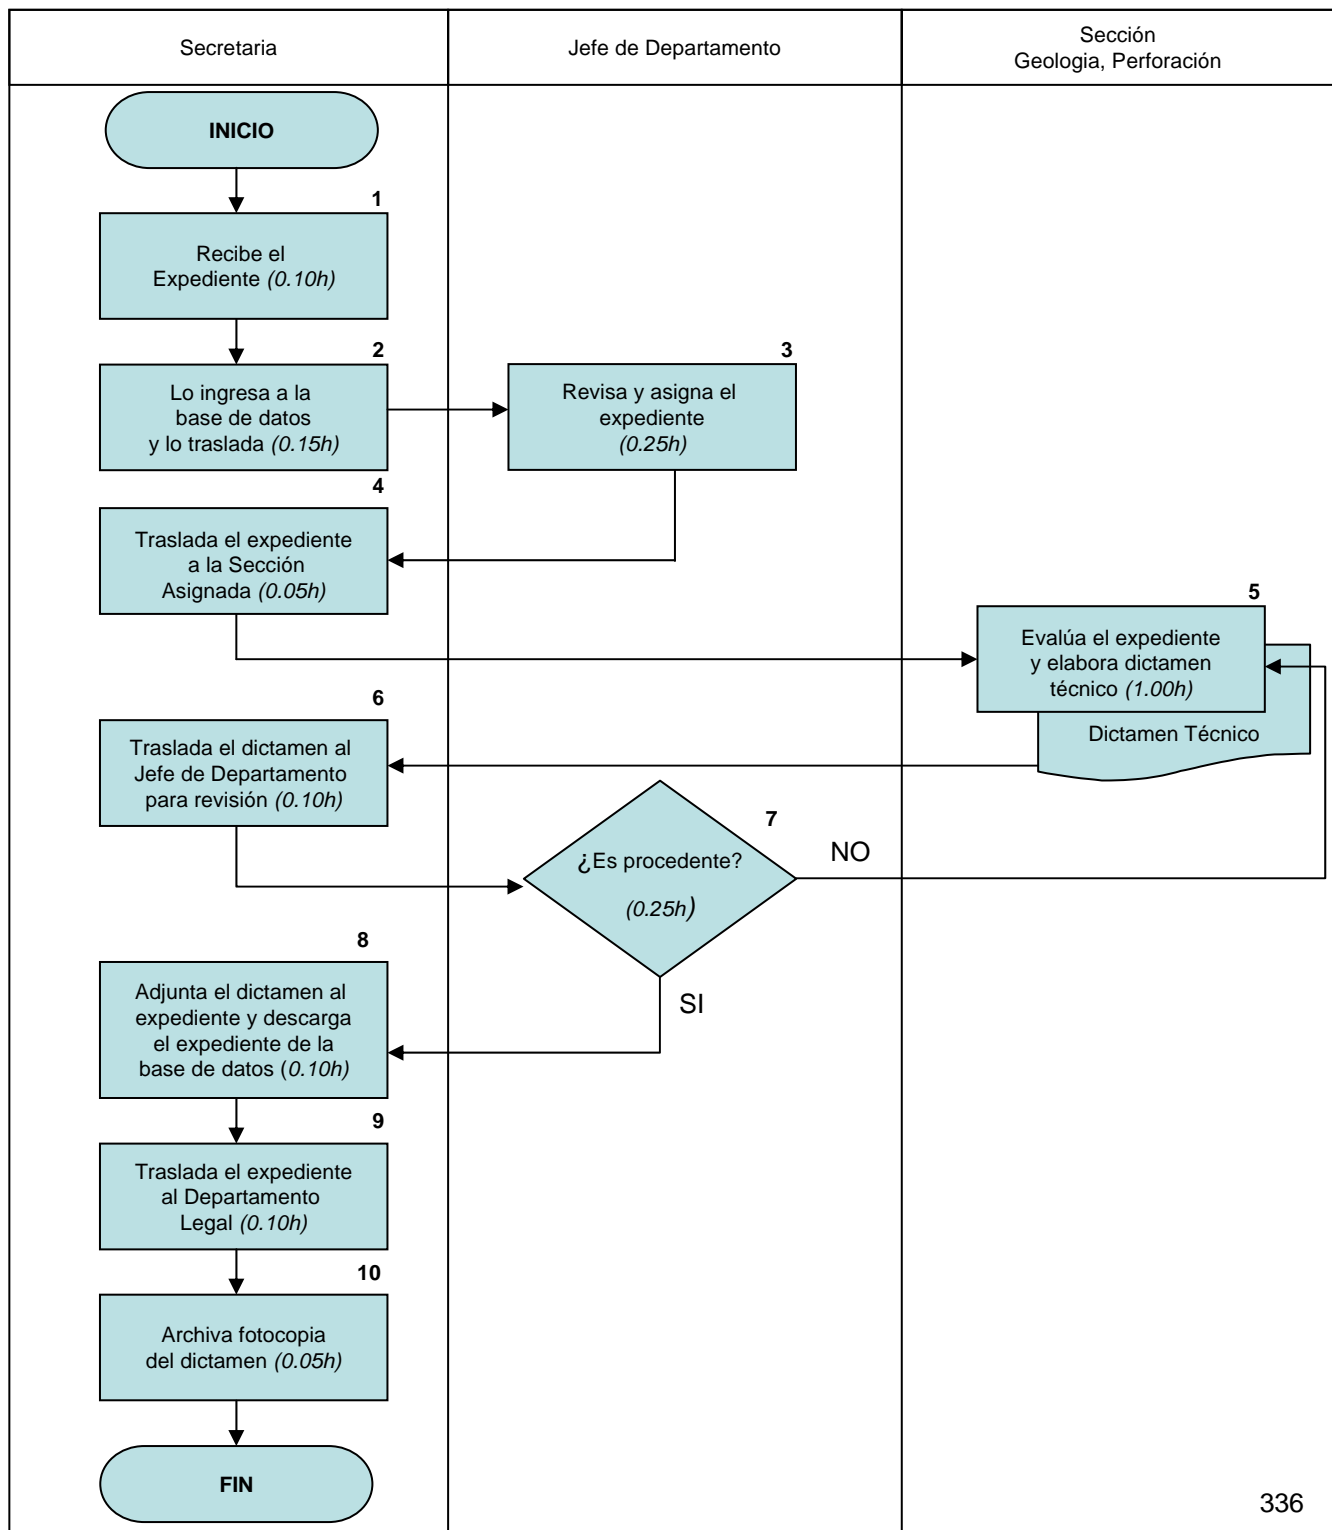 Secretaria
Jefe de Departamento
Sección
Geologia, Perforación
INICIO
1
Recibe el
Expediente (0.10h)
2
Lo ingresa a la
base de datos
y lo traslada (0.15h)
3
Revisa y asigna el
expediente
(0.25h)
4
Traslada el expediente
a la Sección
Asignada (0.05h)
5
Evalúa el expediente
y elabora dictamen
técnico (1.00h)
Dictamen Técnico
6
Traslada el dictamen al
Jefe de Departamento
para revisión (0.10h)
7
¿Es procedente?
(0.25h)
NO
SI
8
Adjunta el dictamen al
expediente y descarga
el expediente de la
base de datos (0.10h)
9
Traslada el expediente
al Departamento
Legal (0.10h)
10
Archiva fotocopia
del dictamen (0.05h)
FIN
336